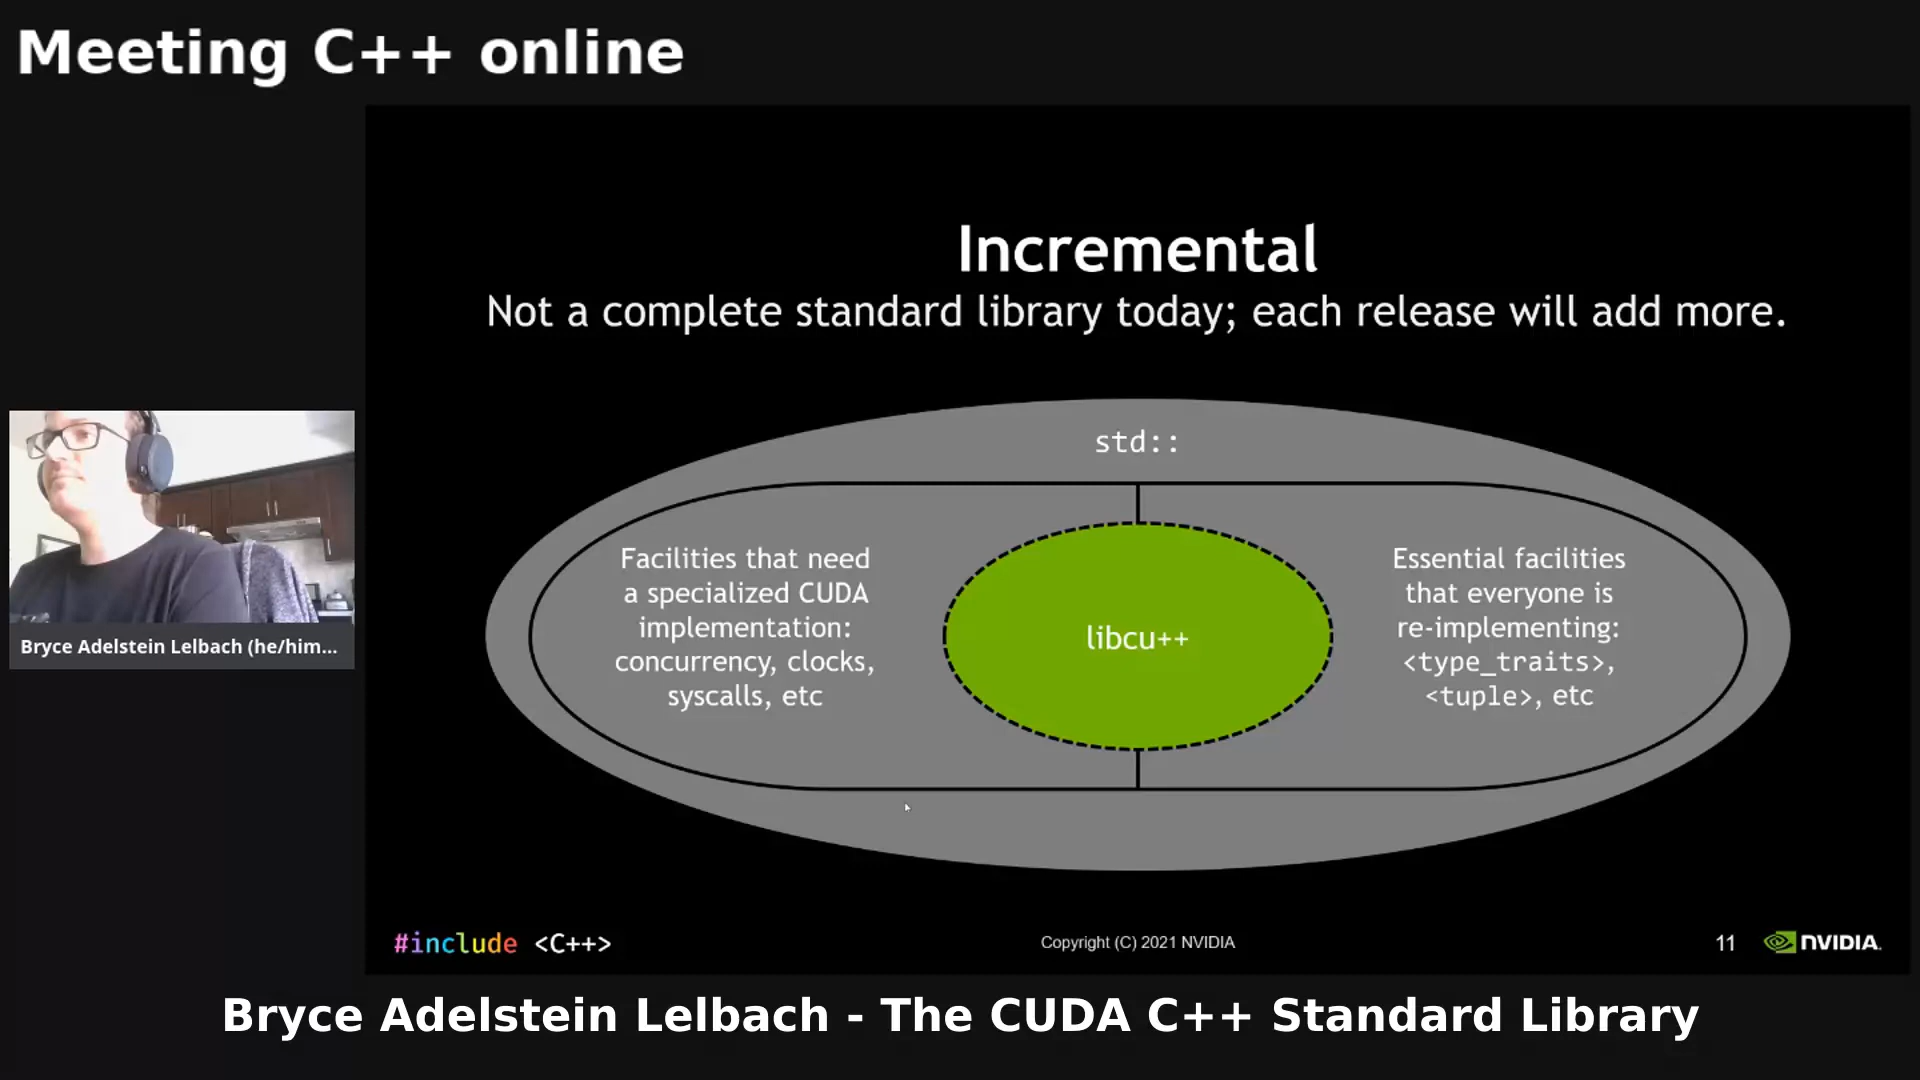 Meeting C++ online
Incremental
Not a complete standard library today; each release will add more.
std::
Facilities that need
a specialized CUDA
implementation:
concurrency, clocks,
syscalls, etc
libcu++
Essential facilities
that everyone is
re-implementing:
<type_traits>,
<tuple>, etc
Bryce Adelstein Lelbach (he/him...
#include <C++>
Copyright (C) 2021 NVIDIA
11
NVIDIA.
Bryce Adelstein Lelbach - The CUDA C++ Standard Library